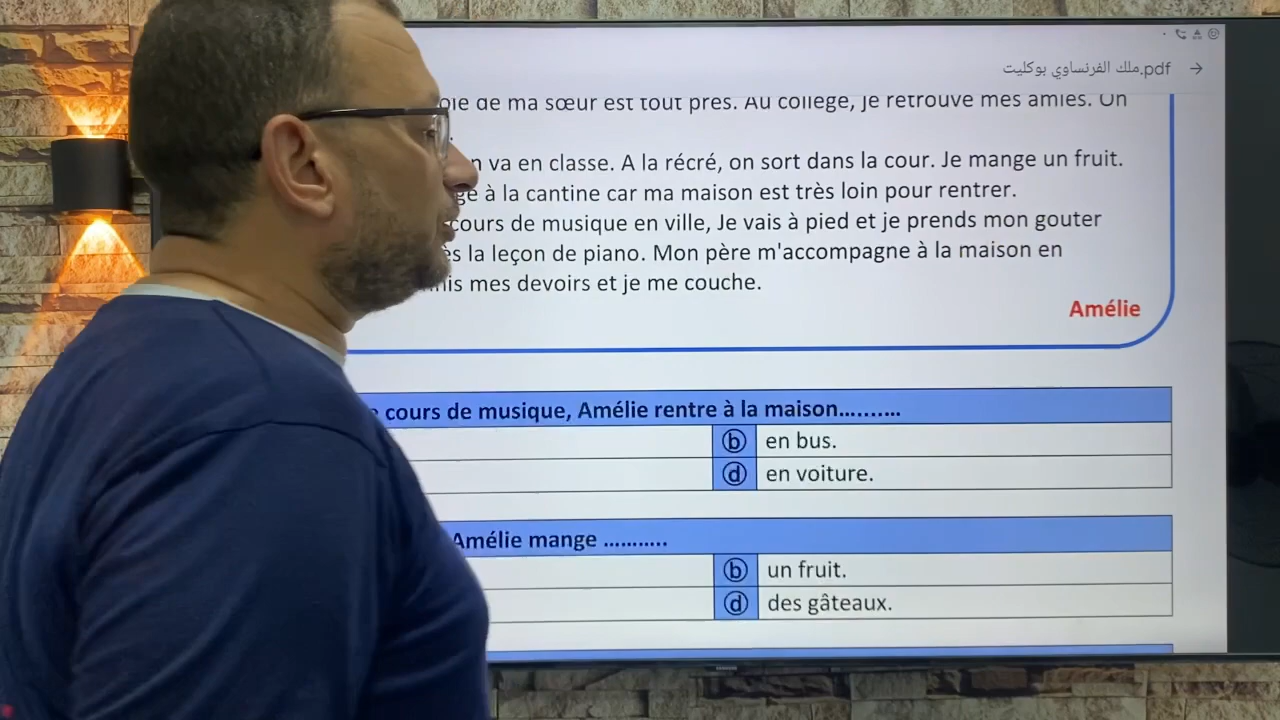 ملك الفرنساوي بوكليت.pdf
de ma sœur est tout près. Au collège, je retrouve mes amies. On
va en classe. A la récré, on sort dans la cour. Je mange un fruit.
à la cantine car ma maison est très loin pour rentrer.
cours de musique en ville, Je vais à pied et je prends mon gouter
la leçon de piano. Mon père m'accompagne à la maison en
mes devoirs et je me couche.
Amélie
cours de musique, Amélie rentre à la maison..........
b en bus.
d en voiture.
Amélie mange ...........
b un fruit.
d des gâteaux.